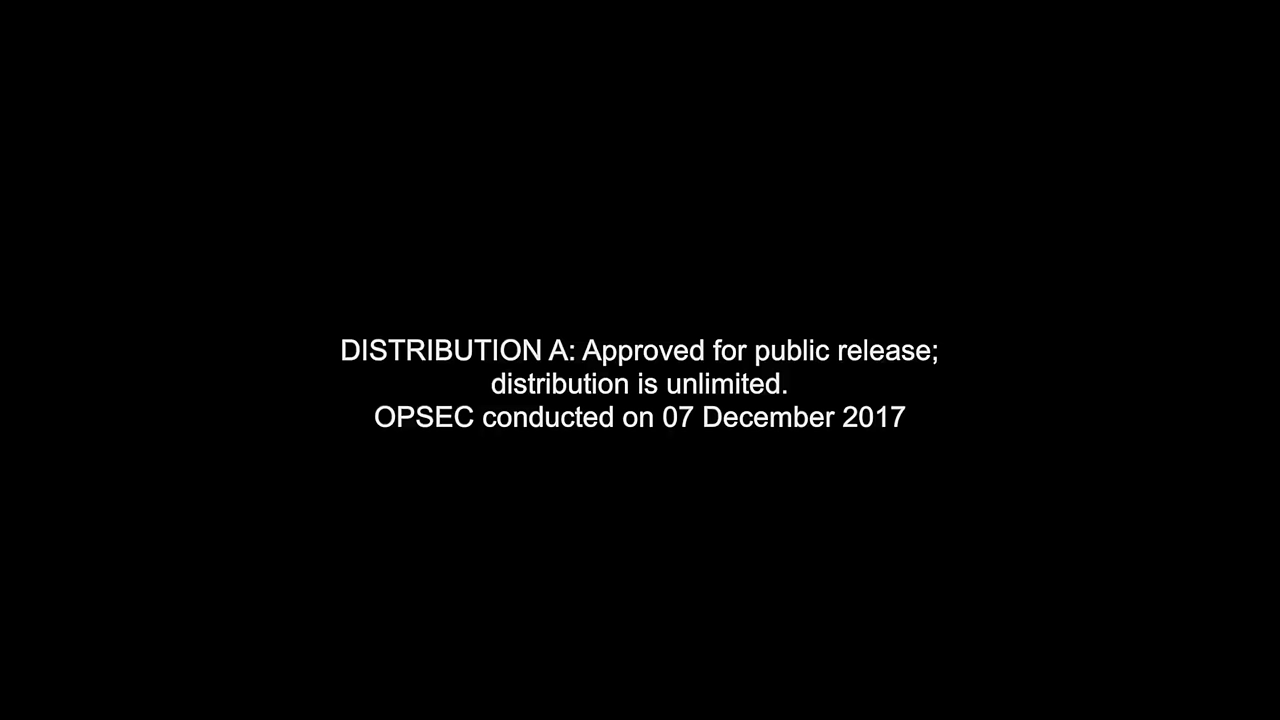 DISTRIBUTION A: Approved for public release;
distribution is unlimited.
OPSEC conducted on 07 December 2017